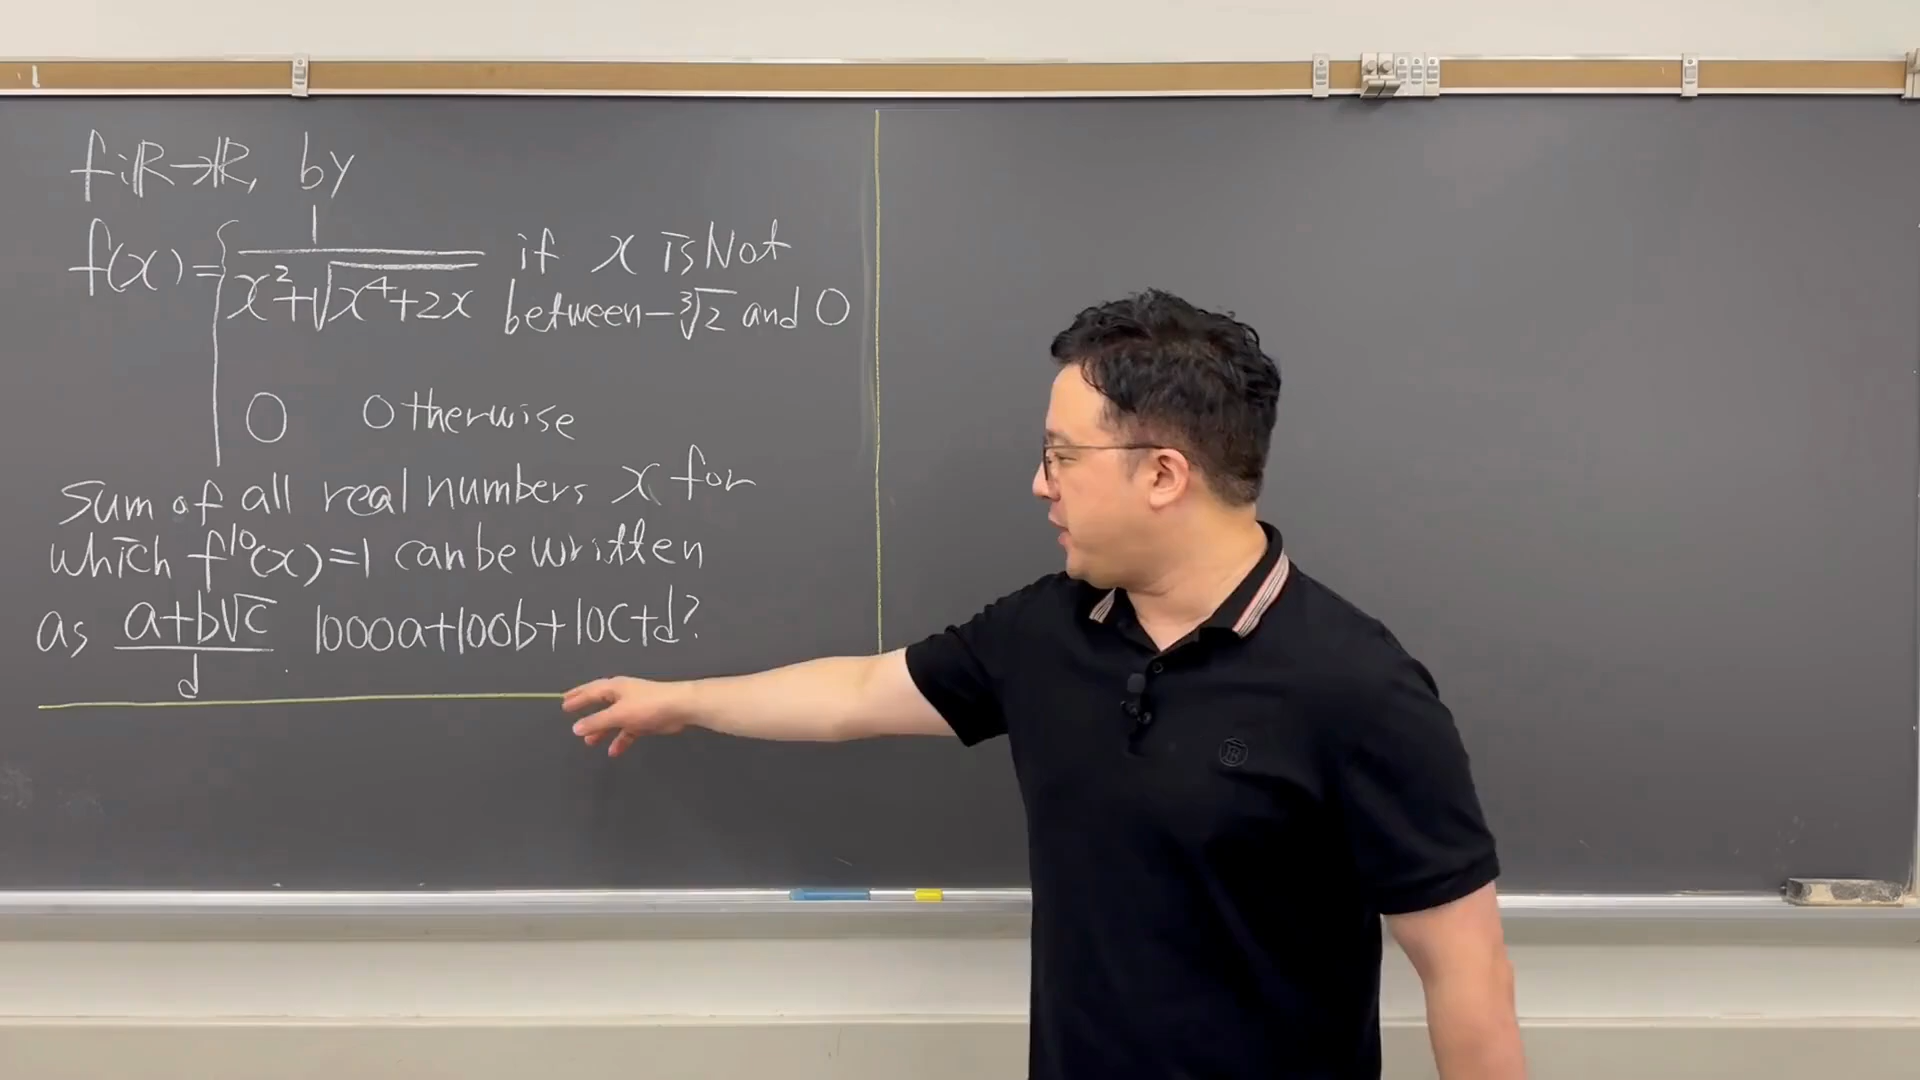 f:ℝ→ℝ, by
f(x)={ 1/(x²+√(x⁴+2x)) if x is Not between -∛2 and 0
0 Otherwise
Sum of all real numbers x for
which f¹⁰(x)=1 can be written
as (a+b√c)/d . 1000a+100b+10c+d?